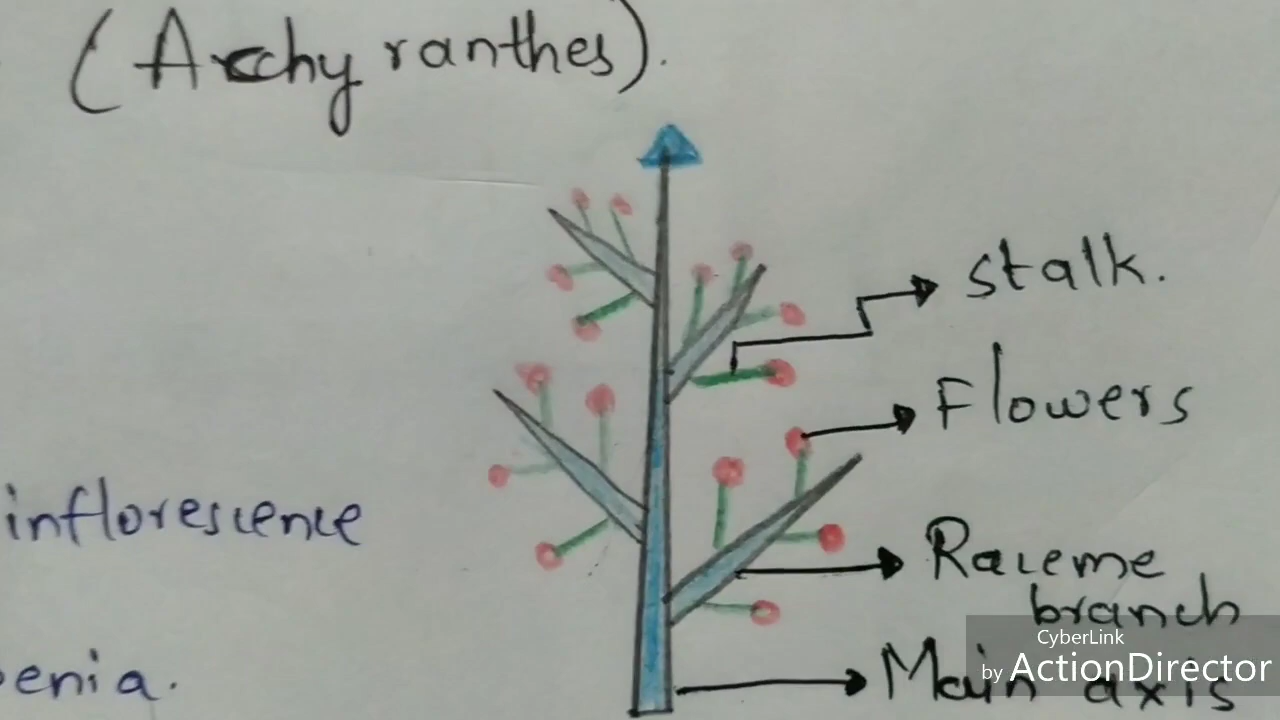 (Achyranthes).
stalk.
Flowers
inflorescence
Raceme
branch
CyberLink
by ActionDirector
enia.
Main axis